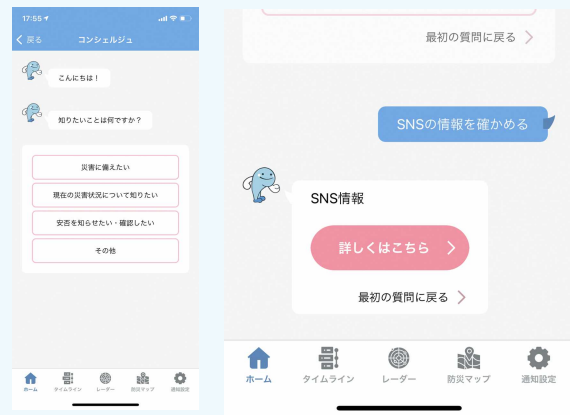 17:55
戻る
コンシェルジュ
こんにちは！
知りたいことは何ですか？
災害に備えたい
現在の災害状況について知りたい
安否を知らせたい・確認したい
その他
ホーム
タイムライン
レーダー
防災マップ
通知設定
最初の質問に戻る
SNSの情報を確かめる
SNS情報
詳しくはこちら
最初の質問に戻る
ホーム
タイムライン
レーダー
防災マップ
通知設定